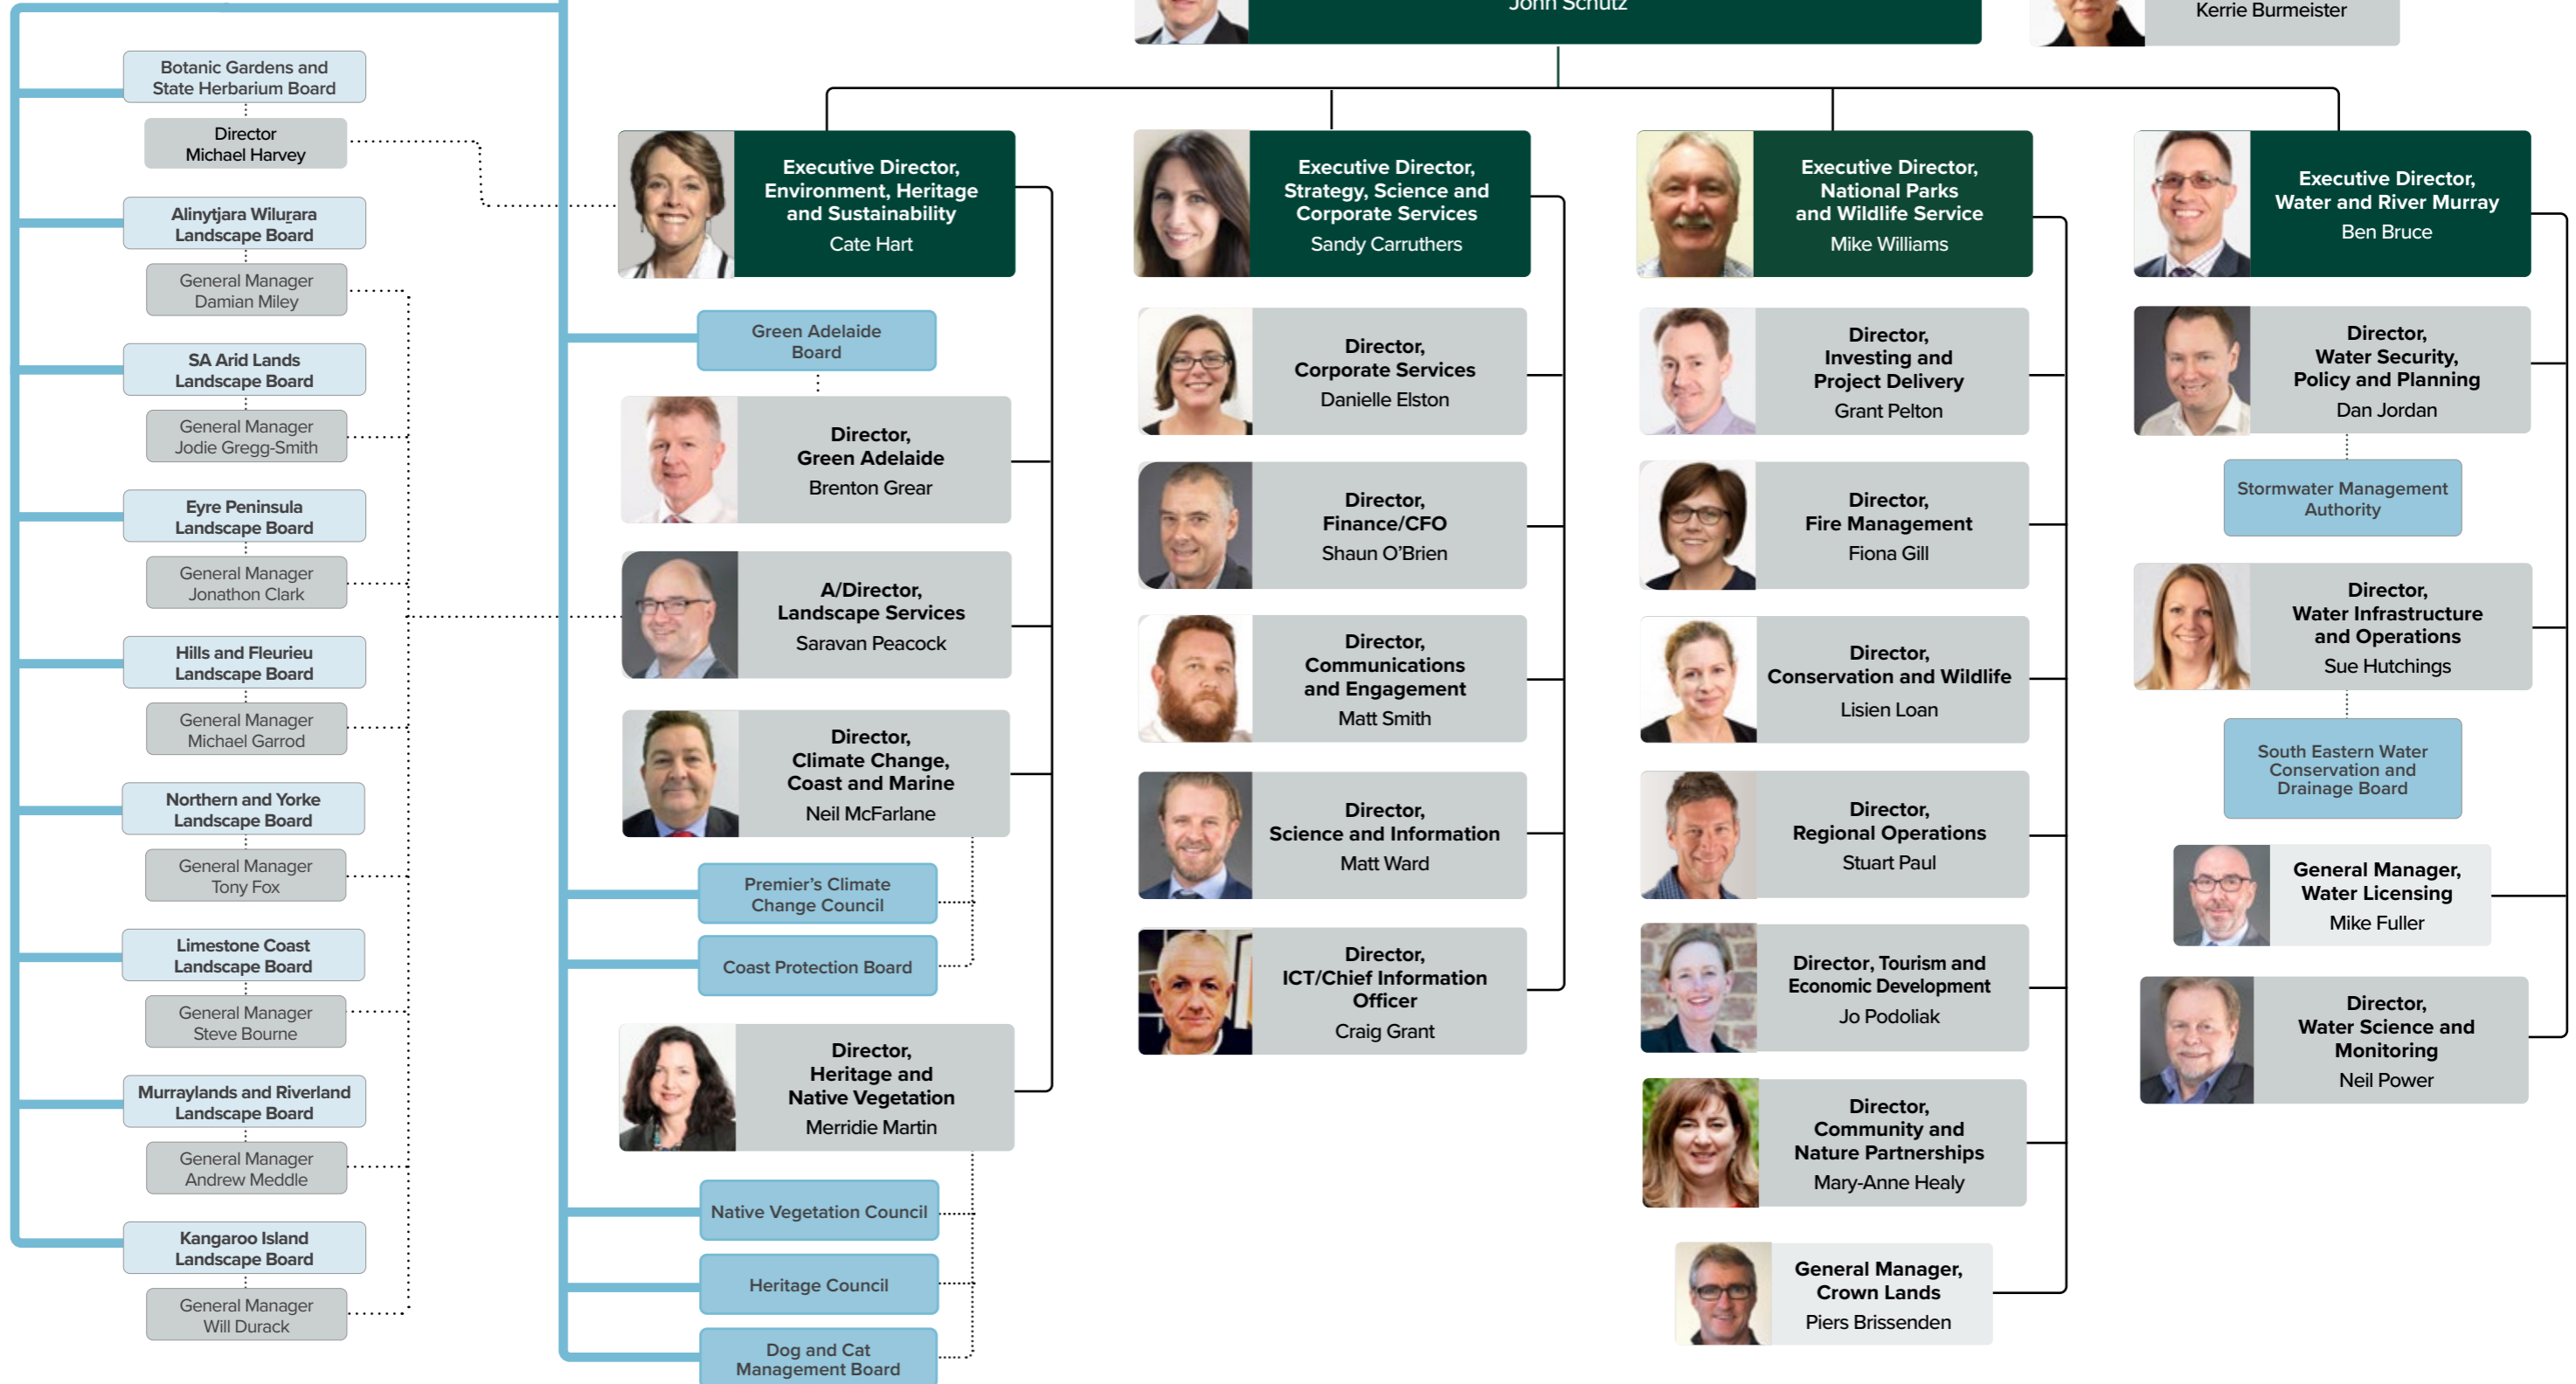 John Schutz
Kerrie Burmeister
Botanic Gardens and
State Herbarium Board
Director
Michael Harvey
Alinytjara Wilurara
Landscape Board
General Manager
Damian Miley
SA Arid Lands
Landscape Board
General Manager
Jodie Gregg-Smith
Eyre Peninsula
Landscape Board
General Manager
Jonathon Clark
Hills and Fleurieu
Landscape Board
General Manager
Michael Garrod
Northern and Yorke
Landscape Board
General Manager
Tony Fox
Limestone Coast
Landscape Board
General Manager
Steve Bourne
Murraylands and Riverland
Landscape Board
General Manager
Andrew Meddle
Kangaroo Island
Landscape Board
General Manager
Will Durack
Executive Director,
Environment, Heritage
and Sustainability
Cate Hart
Green Adelaide
Board
Director,
Green Adelaide
Brenton Grear
A/Director,
Landscape Services
Saravan Peacock
Director,
Climate Change,
Coast and Marine
Neil McFarlane
Premier’s Climate
Change Council
Coast Protection Board
Director,
Heritage and
Native Vegetation
Merridie Martin
Native Vegetation Council
Heritage Council
Dog and Cat
Management Board
Executive Director,
Strategy, Science and
Corporate Services
Sandy Carruthers
Director,
Corporate Services
Danielle Elston
Director,
Finance/CFO
Shaun O’Brien
Director,
Communications
and Engagement
Matt Smith
Director,
Science and Information
Matt Ward
Director,
ICT/Chief Information
Officer
Craig Grant
Executive Director,
National Parks
and Wildlife Service
Mike Williams
Director,
Investing and
Project Delivery
Grant Pelton
Director,
Fire Management
Fiona Gill
Director,
Conservation and Wildlife
Lisien Loan
Director,
Regional Operations
Stuart Paul
Director, Tourism and
Economic Development
Jo Podoliak
Director,
Community and
Nature Partnerships
Mary-Anne Healy
General Manager,
Crown Lands
Piers Brissenden
Executive Director,
Water and River Murray
Ben Bruce
Director,
Water Security,
Policy and Planning
Dan Jordan
Stormwater Management
Authority
Director,
Water Infrastructure
and Operations
Sue Hutchings
South Eastern Water
Conservation and
Drainage Board
General Manager,
Water Licensing
Mike Fuller
Director,
Water Science and
Monitoring
Neil Power